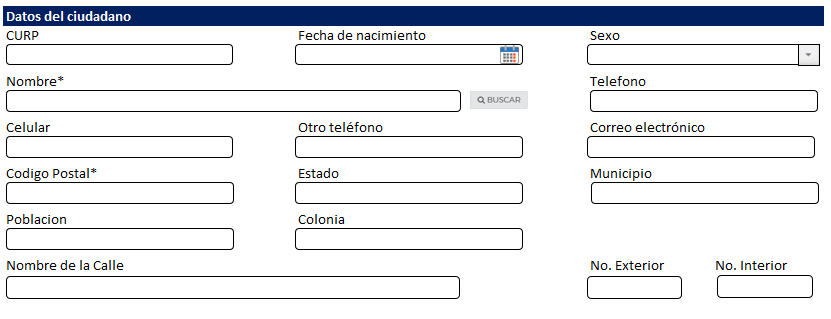 Datos del ciudadano
CURP Fecha de nacimiento Sexo
Nombre* Telefono
BUSCAR
Celular Otro teléfono Correo electrónico
Codigo Postal* Estado Municipio
Poblacion Colonia
Nombre de la Calle No. Exterior No. Interior